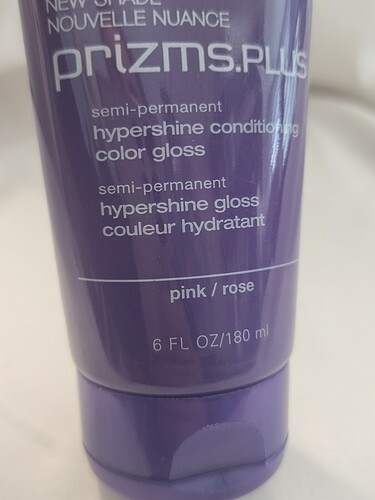 NEW SHADE
NOUVELLE NUANCE
prizms.PLUS
semi-permanent
hypershine conditioning
color gloss
semi-permanent
hypershine gloss
couleur hydratant
pink / rose
6 FL OZ/180 ml